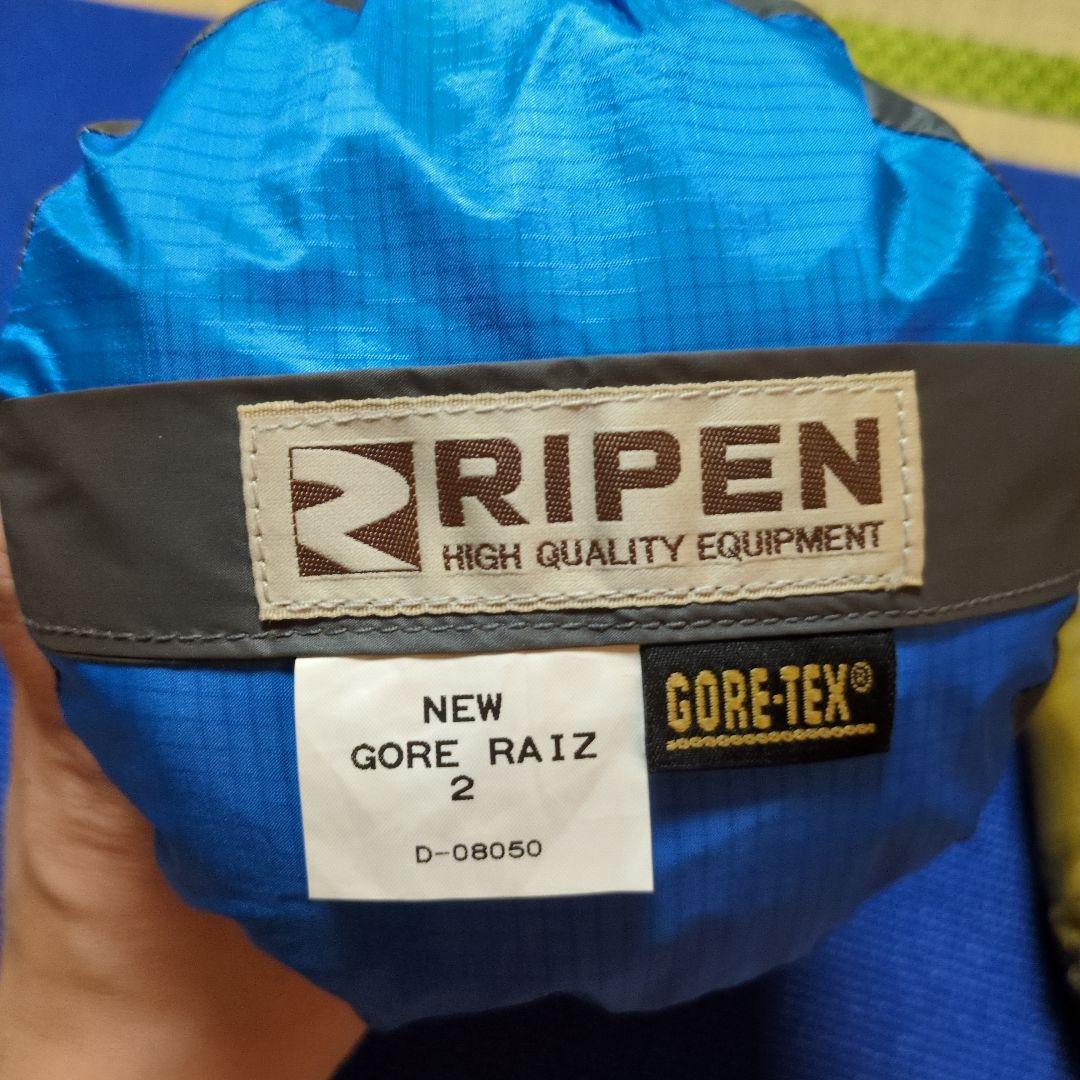 RIPEN
HIGH QUALITY EQUIPMENT
NEW
GORE RAIZ
2
D-08050
GORE-TEX®